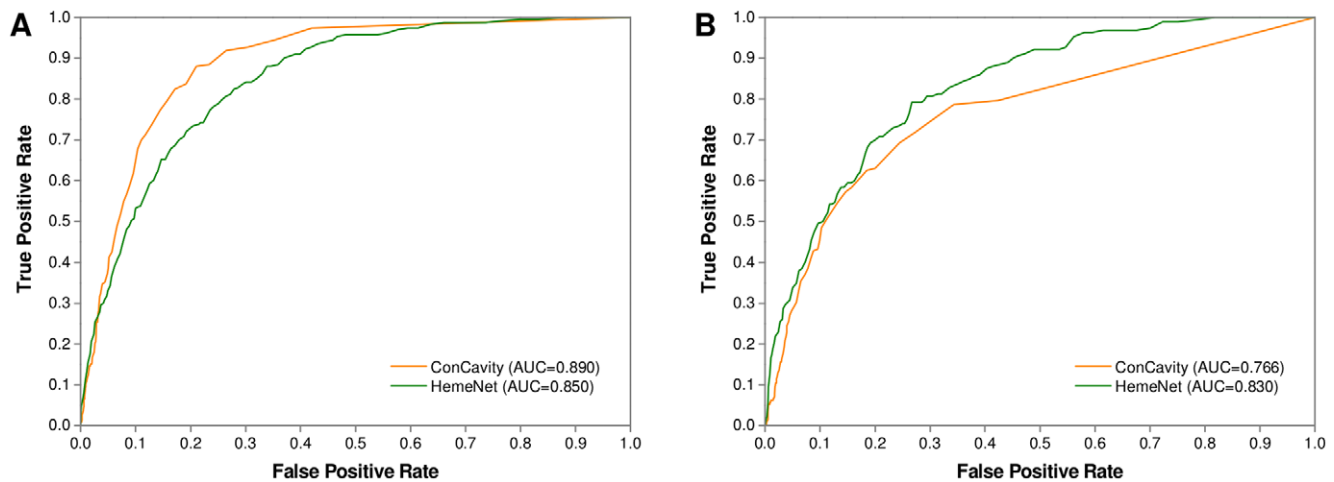 A
True Positive Rate
1.0
0.9
0.8
0.7
0.6
0.5
0.4
0.3
0.2
0.1
0.0
ConCavity (AUC=0.890)
HemeNet (AUC=0.850)
0.0 0.1 0.2 0.3 0.4 0.5 0.6 0.7 0.8 0.9 1.0
False Positive Rate
B
True Positive Rate
1.0
0.9
0.8
0.7
0.6
0.5
0.4
0.3
0.2
0.1
0.0
ConCavity (AUC=0.766)
HemeNet (AUC=0.830)
0.0 0.1 0.2 0.3 0.4 0.5 0.6 0.7 0.8 0.9 1.0
False Positive Rate